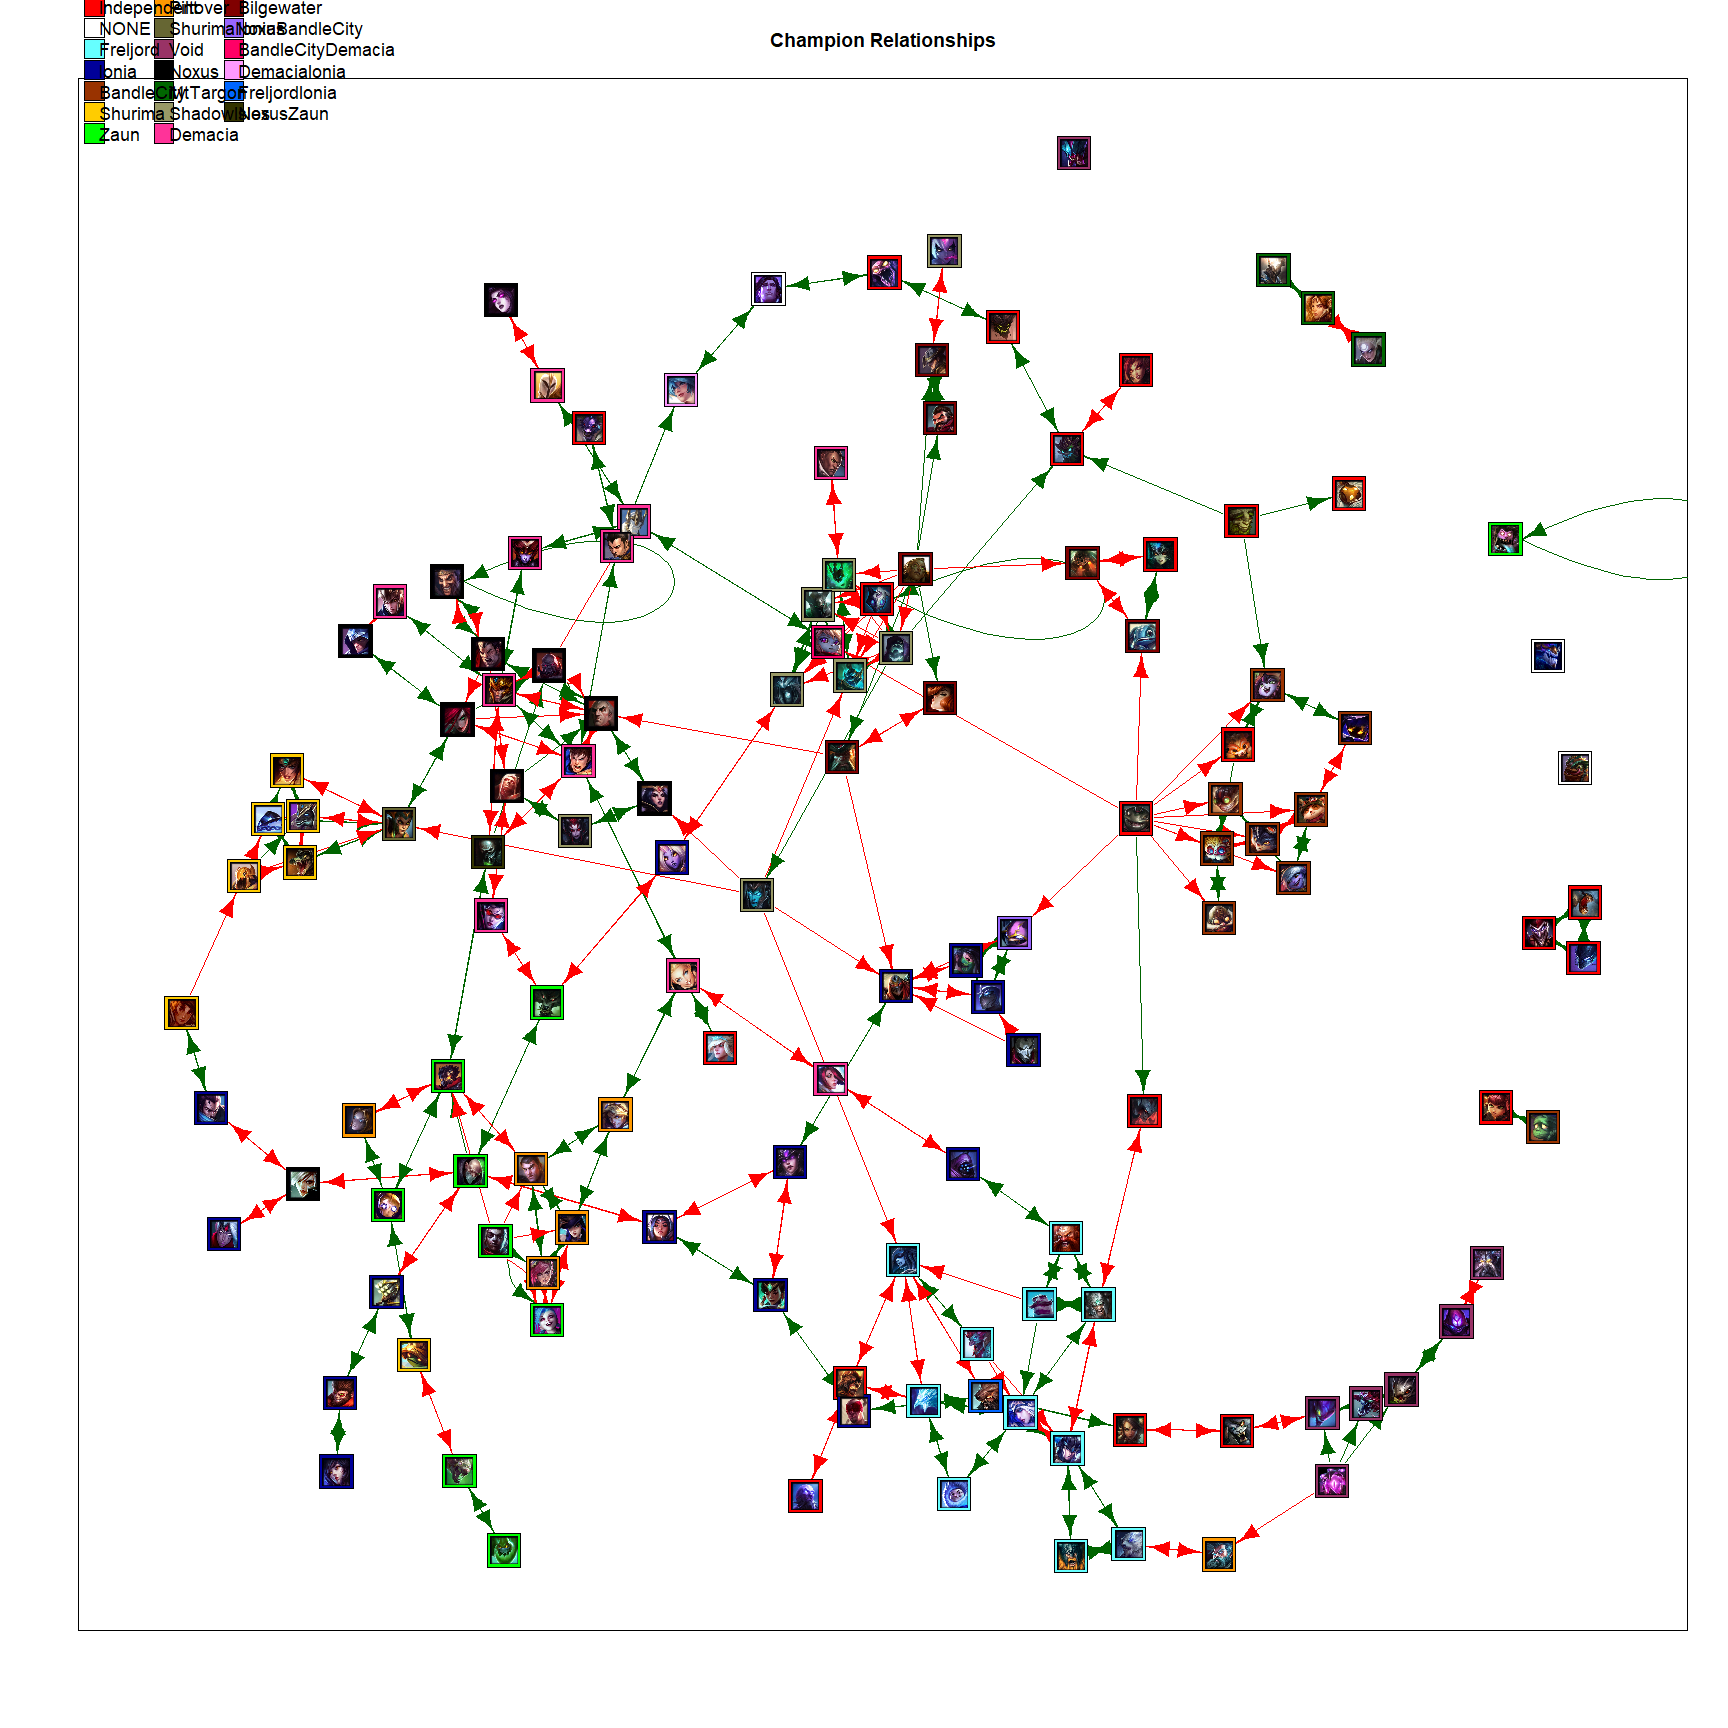 Independent Piltover Bilgewater
NONE ShurimaNoxus IoniaBandleCity
Champion Relationships
Freljord Void BandleCityDemacia
Ionia Noxus DemaciaIonia
BandleCity MtTargon FreljordIonia
Shurima ShadowIsles NoxusZaun
Zaun Demacia